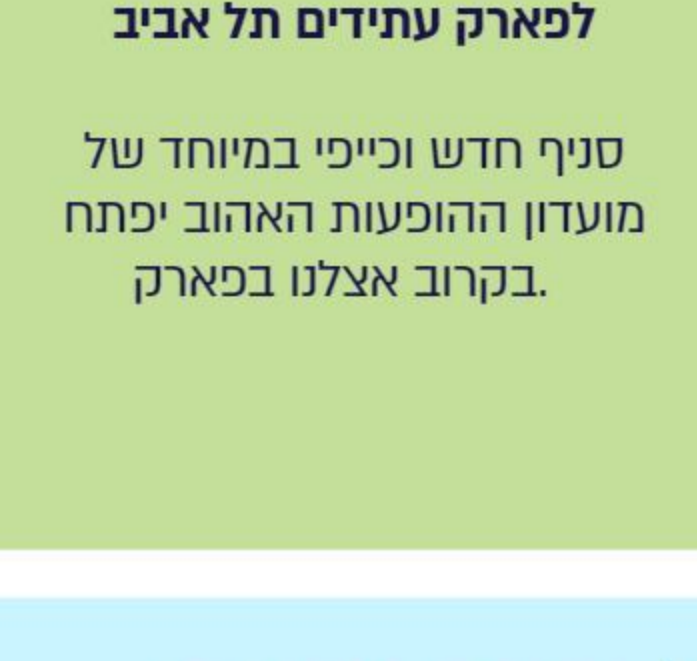 לפארק עתידים תל אביב
סניף חדש וכייפי במיוחד של
מועדון ההופעות האהוב יפתח
בקרוב אצלנו בפארק.